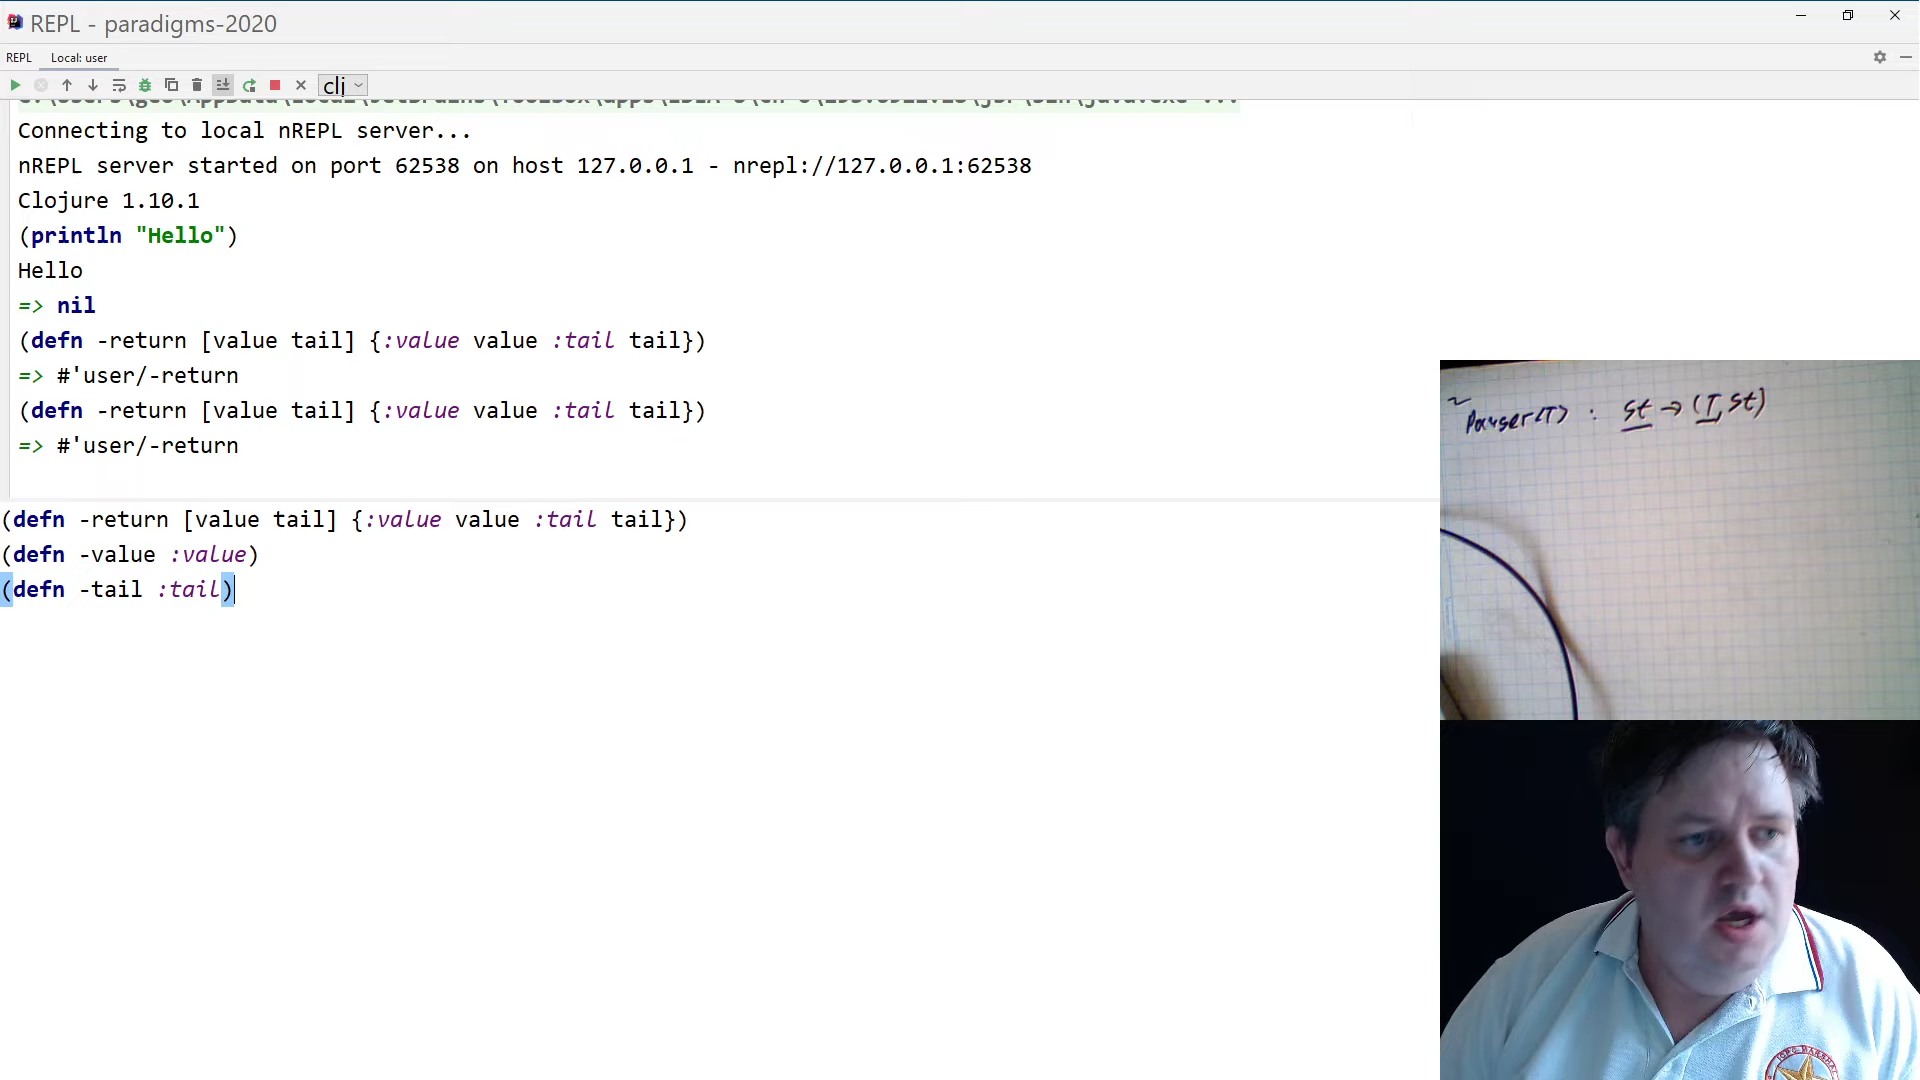 REPL - paradigms-2020
REPL Local: user
clj
Connecting to local nREPL server...
nREPL server started on port 62538 on host 127.0.0.1 - nrepl://127.0.0.1:62538
Clojure 1.10.1
(println "Hello")
Hello
=> nil
(defn -return [value tail] {:value value :tail tail})
=> #'user/-return
(defn -return [value tail] {:value value :tail tail})
=> #'user/-return
(defn -return [value tail] {:value value :tail tail})
(defn -value :value)
(defn -tail :tail)
Parser(T) : St → (T, St)